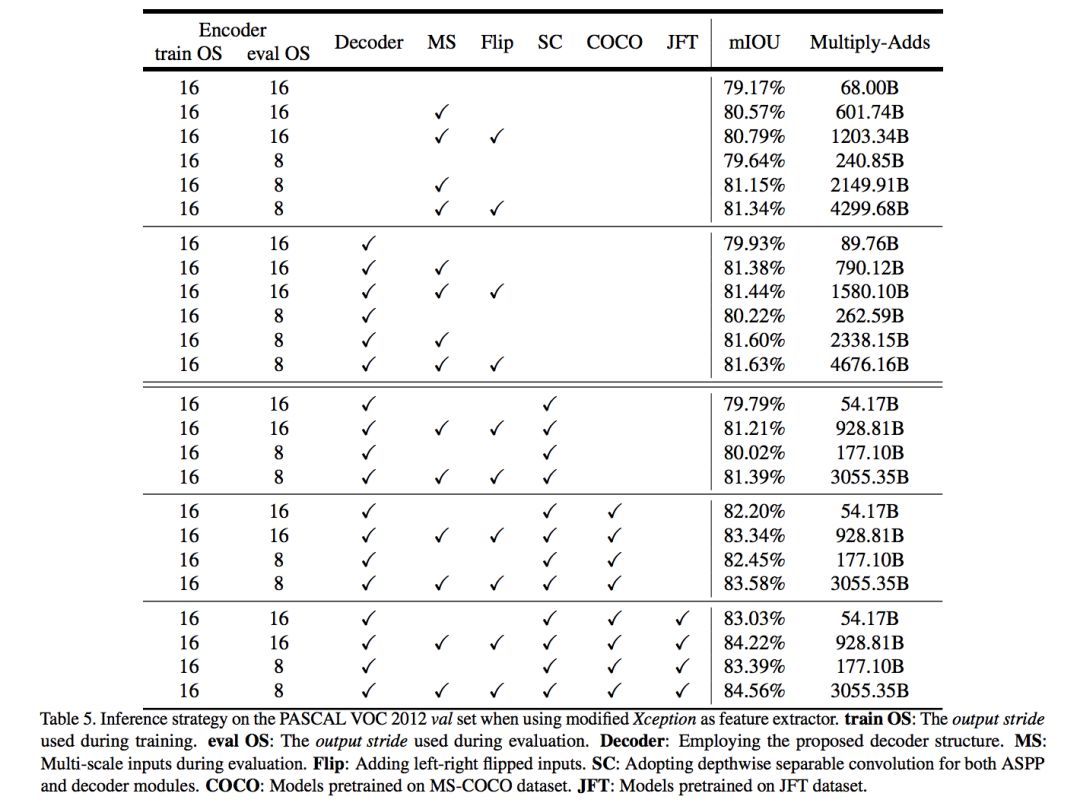 Encoder
train OS eval OS Decoder MS Flip SC COCO JFT mIOU Multiply-Adds
16 16 79.17% 68.00B
16 16 ✓ 80.57% 601.74B
16 16 ✓ ✓ 80.79% 1203.34B
16 8 79.64% 240.85B
16 8 ✓ 81.15% 2149.91B
16 8 ✓ ✓ 81.34% 4299.68B
16 16 ✓ 79.93% 89.76B
16 16 ✓ ✓ 81.38% 790.12B
16 16 ✓ ✓ ✓ 81.44% 1580.10B
16 8 ✓ 80.22% 262.59B
16 8 ✓ ✓ 81.60% 2338.15B
16 8 ✓ ✓ ✓ 81.63% 4676.16B
16 16 ✓ ✓ 79.79% 54.17B
16 16 ✓ ✓ ✓ ✓ 81.21% 928.81B
16 8 ✓ ✓ 80.02% 177.10B
16 8 ✓ ✓ ✓ ✓ 81.39% 3055.35B
16 16 ✓ ✓ ✓ 82.20% 54.17B
16 16 ✓ ✓ ✓ ✓ ✓ 83.34% 928.81B
16 8 ✓ ✓ ✓ 82.45% 177.10B
16 8 ✓ ✓ ✓ ✓ ✓ 83.58% 3055.35B
16 16 ✓ ✓ ✓ ✓ 83.03% 54.17B
16 16 ✓ ✓ ✓ ✓ ✓ ✓ 84.22% 928.81B
16 8 ✓ ✓ ✓ ✓ 83.39% 177.10B
16 8 ✓ ✓ ✓ ✓ ✓ ✓ 84.56% 3055.35B
Table 5. Inference strategy on the PASCAL VOC 2012 val set when using modified Xception as feature extractor. train OS: The output stride
used during training. eval OS: The output stride used during evaluation. Decoder: Employing the proposed decoder structure. MS:
Multi-scale inputs during evaluation. Flip: Adding left-right flipped inputs. SC: Adopting depthwise separable convolution for both ASPP
and decoder modules. COCO: Models pretrained on MS-COCO dataset. JFT: Models pretrained on JFT dataset.